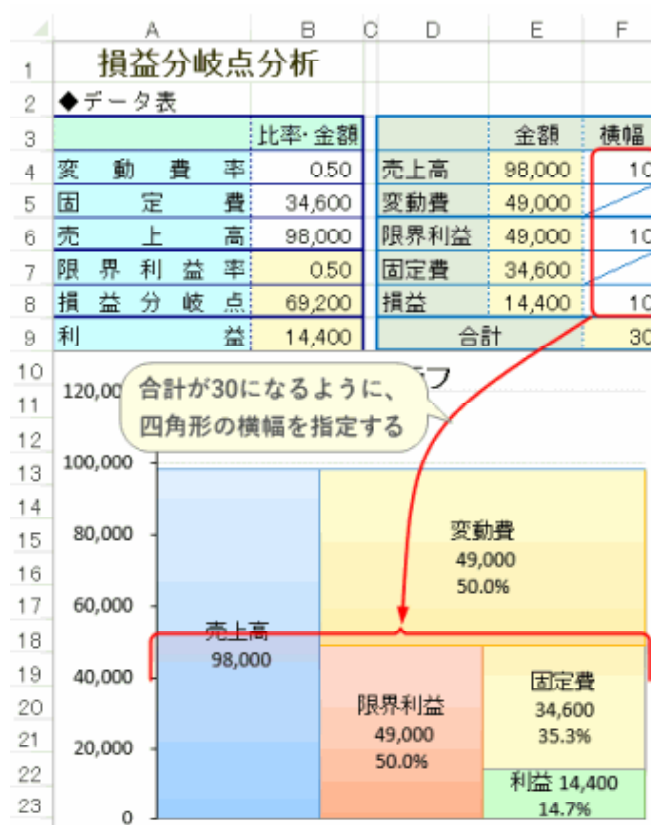 A B C D E F
1 損益分岐点分析
2 ◆データ表
3 比率・金額 金額 横幅
4 変動費率 0.50 売上高 98,000 10
5 固定費 34,600 変動費 49,000
6 売上高 98,000 限界利益 49,000 10
7 限界利益率 0.50 固定費 34,600
8 損益分岐点 69,200 損益 14,400 10
9 利益 14,400 合計 30
10
11
12
13
14
15
16
17
18
19
20
21
22
23
合計が30になるように、
四角形の横幅を指定する
100,000
80,000
60,000
40,000
20,000
0
変動費
49,000
50.0%
売上高
98,000
限界利益
49,000
50.0%
固定費
34,600
35.3%
利益 14,400
14.7%